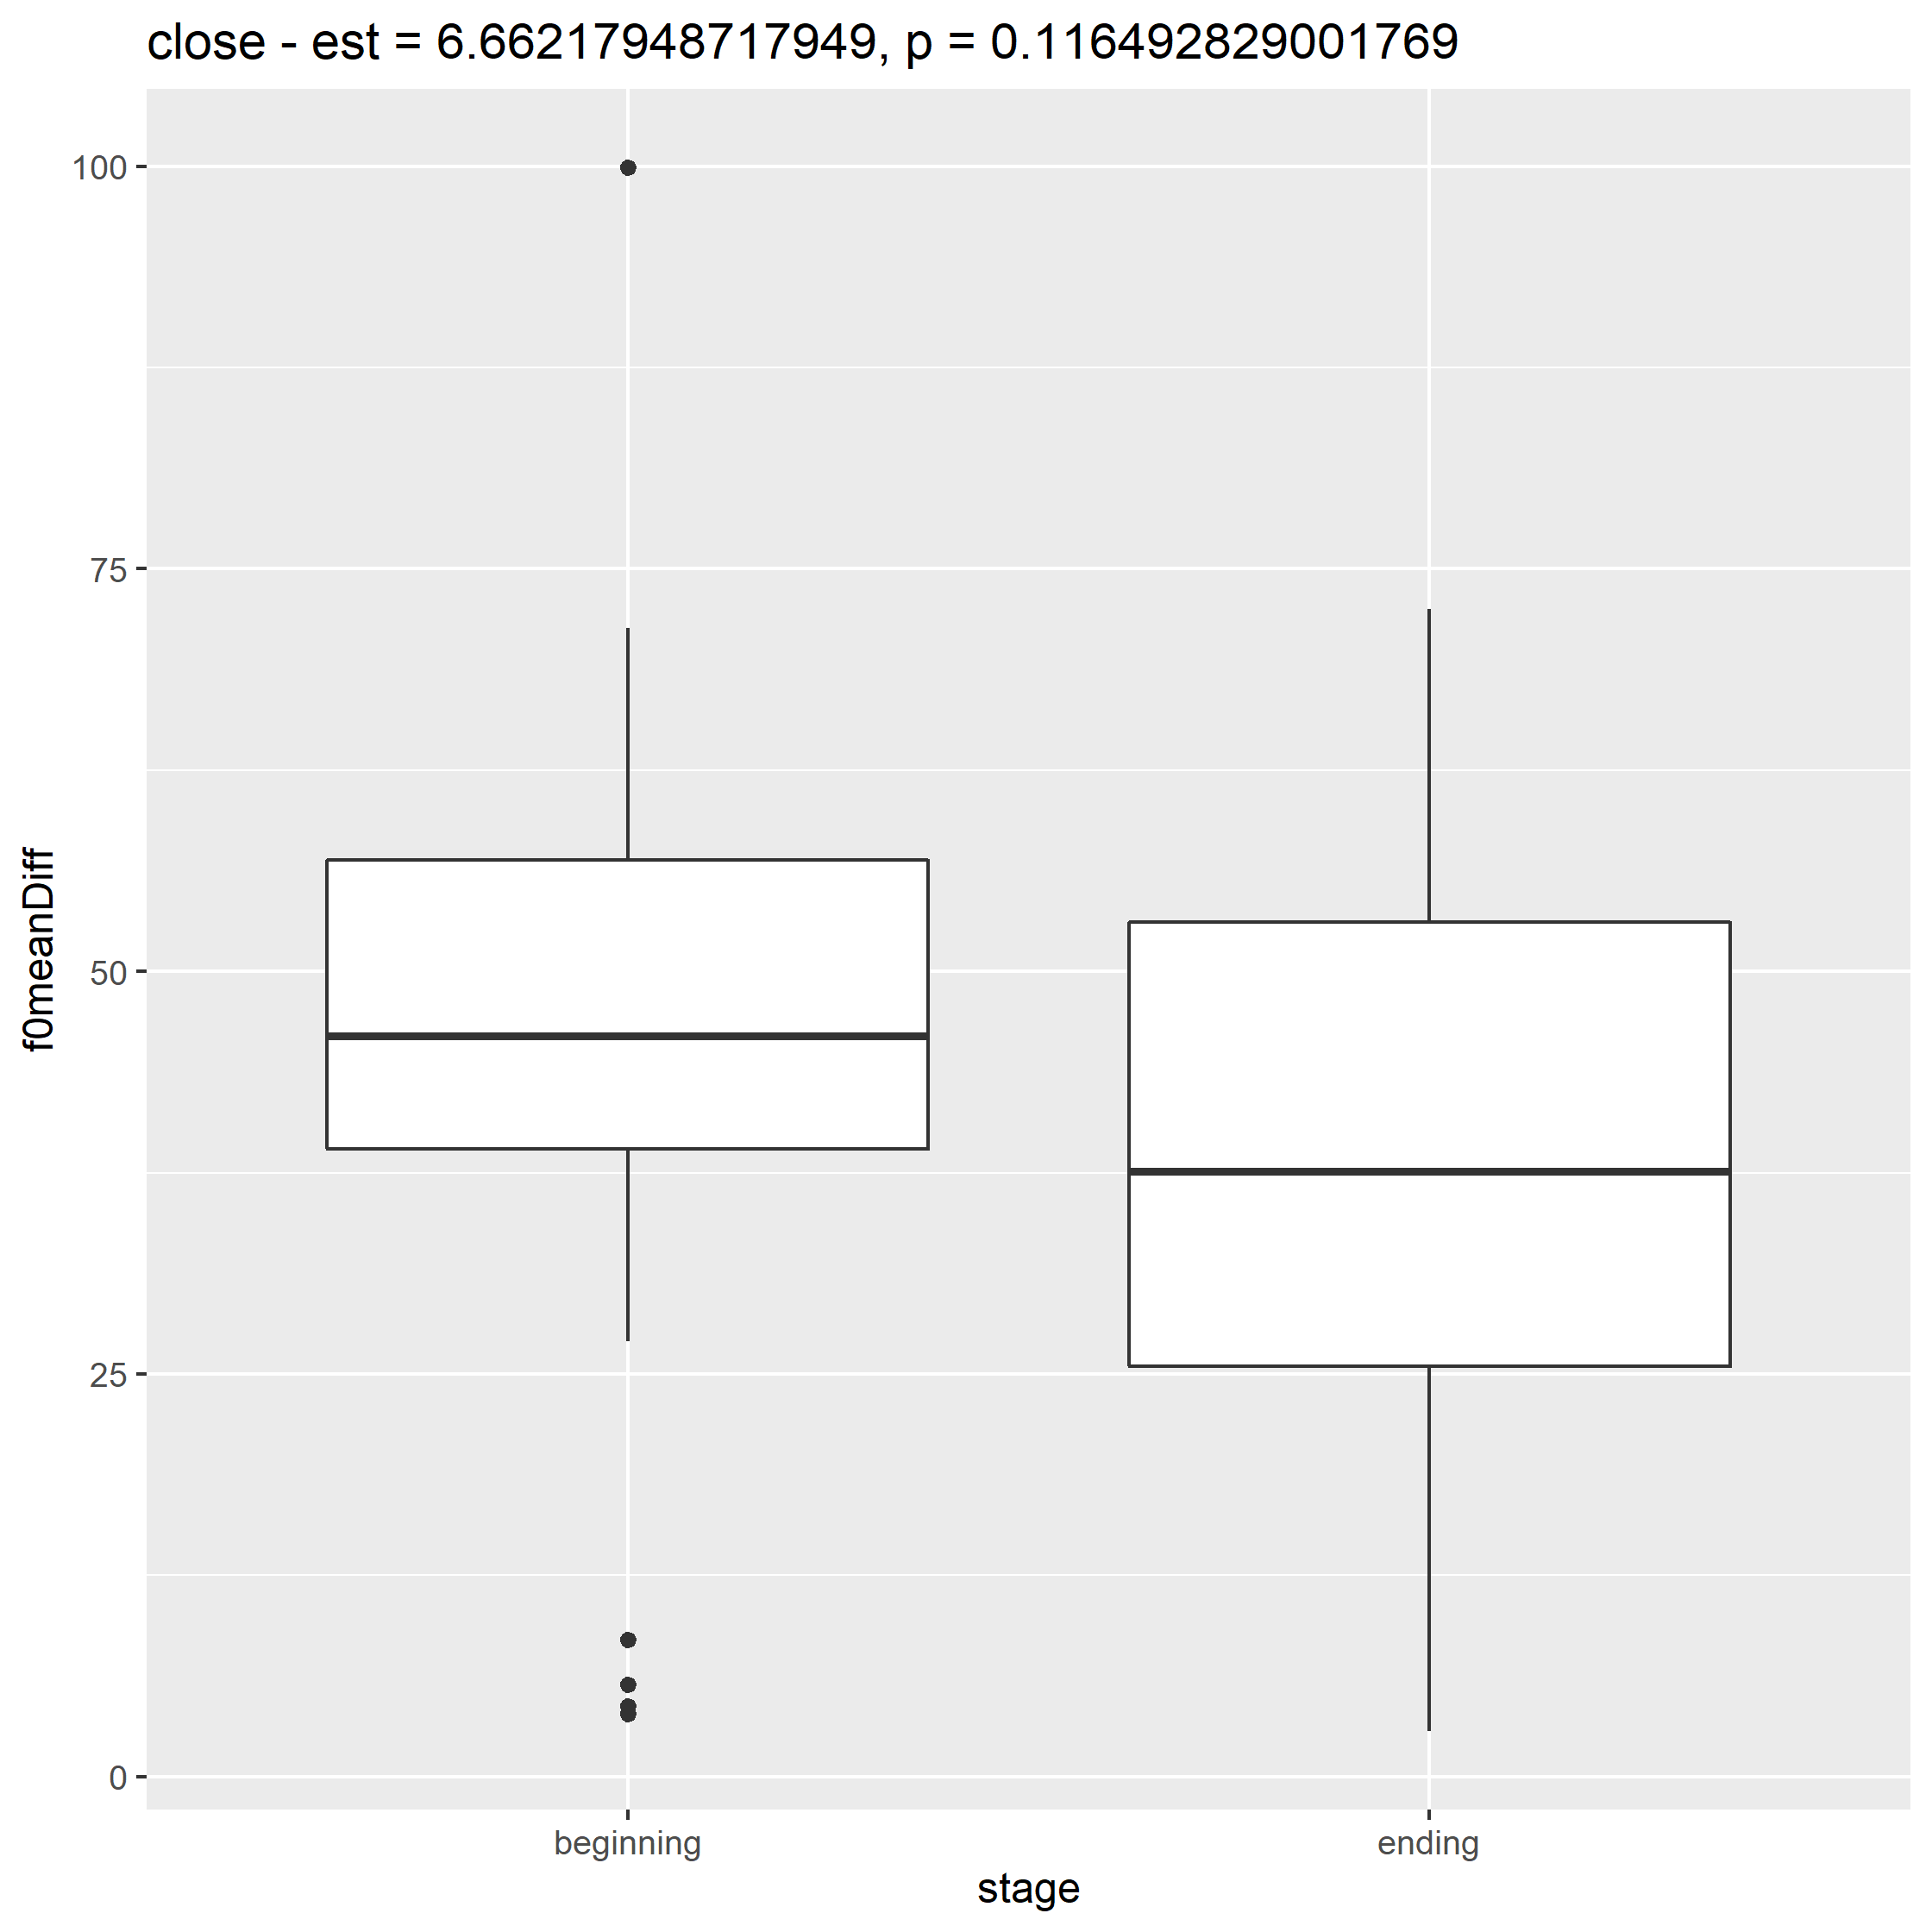 close - est = 6.66217948717949, p = 0.116492829001769
100
75
50
25
0
f0meanDiff
beginning
ending
stage